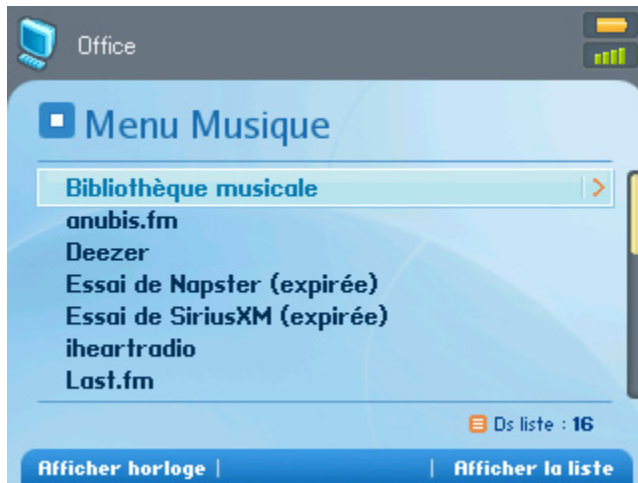 Office
Menu Musique
Bibliothèque musicale
anubis.fm
Deezer
Essai de Napster (expirée)
Essai de SiriusXM (expirée)
iheartradio
Last.fm
Ds liste : 16
Afficher horloge | | Afficher la liste